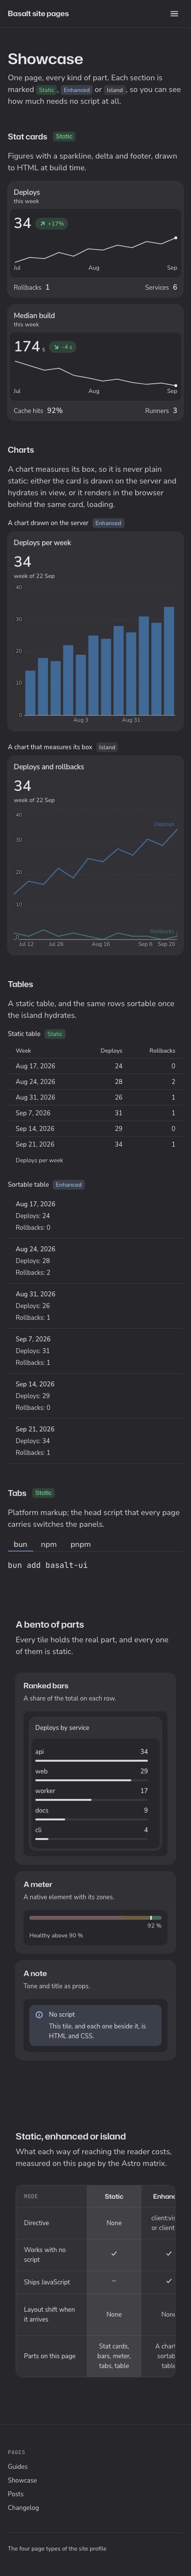 Basalt site pages
Showcase
One page, every kind of part. Each section is
marked Static, Enhanced or Island, so you can see
how much needs no script at all.
Stat cards Static
Figures with a sparkline, delta and footer, drawn
to HTML at build time.
Deploys
this week
34 +17%
Jul Aug Sep
Rollbacks 1 Services 6
Median build
this week
174 s -4 s
Jul Aug Sep
Cache hits 92% Runners 3
Charts
A chart measures its box, so it is never plain
static: either the card is drawn on the server and
hydrates in view, or it renders in the browser
behind the same card, loading.
A chart drawn on the server Enhanced
Deploys per week
34
week of 22 Sep
40
30
20
10
0
Aug 3 Aug 31
A chart that measures its box Island
Deploys and rollbacks
34
week of 22 Sep
40
Deploys
30
20
10
Rollbacks
0
Jul 12 Jul 26 Aug 16 Sep 6 Sep 20
Tables
A static table, and the same rows sortable once
the island hydrates.
Static table Static
Week Deploys Rollbacks
Aug 17, 2026 24 0
Aug 24, 2026 28 2
Aug 31, 2026 26 1
Sep 7, 2026 31 1
Sep 14, 2026 29 0
Sep 21, 2026 34 1
Deploys per week
Sortable table Enhanced
Aug 17, 2026
Deploys: 24
Rollbacks: 0
Aug 24, 2026
Deploys: 28
Rollbacks: 2
Aug 31, 2026
Deploys: 26
Rollbacks: 1
Sep 7, 2026
Deploys: 31
Rollbacks: 1
Sep 14, 2026
Deploys: 29
Rollbacks: 0
Sep 21, 2026
Deploys: 34
Rollbacks: 1
Tabs Static
Platform markup; the head script that every page
carries switches the panels.
bun npm pnpm
bun add basalt-ui
A bento of parts
Every tile holds the real part, and every one
of them is static.
Ranked bars
A share of the total on each row.
Deploys by service
api 34
web 29
worker 17
docs 9
cli 4
A meter
A native element with its zones.
92 %
Healthy above 90 %
A note
Tone and title as props.
No script
This tile, and each one beside it, is
HTML and CSS.
Static, enhanced or island
What each way of reaching the reader costs,
measured on this page by the Astro matrix.
MODE Static Enhanc
Directive None client:vis
or client:
Works with no
script
Ships JavaScript –
Layout shift when
it arrives None None
Parts on this page Stat cards,
bars, meter,
tabs, table A chart
sortab
table
PAGES
Guides
Showcase
Posts
Changelog
The four page types of the site profile